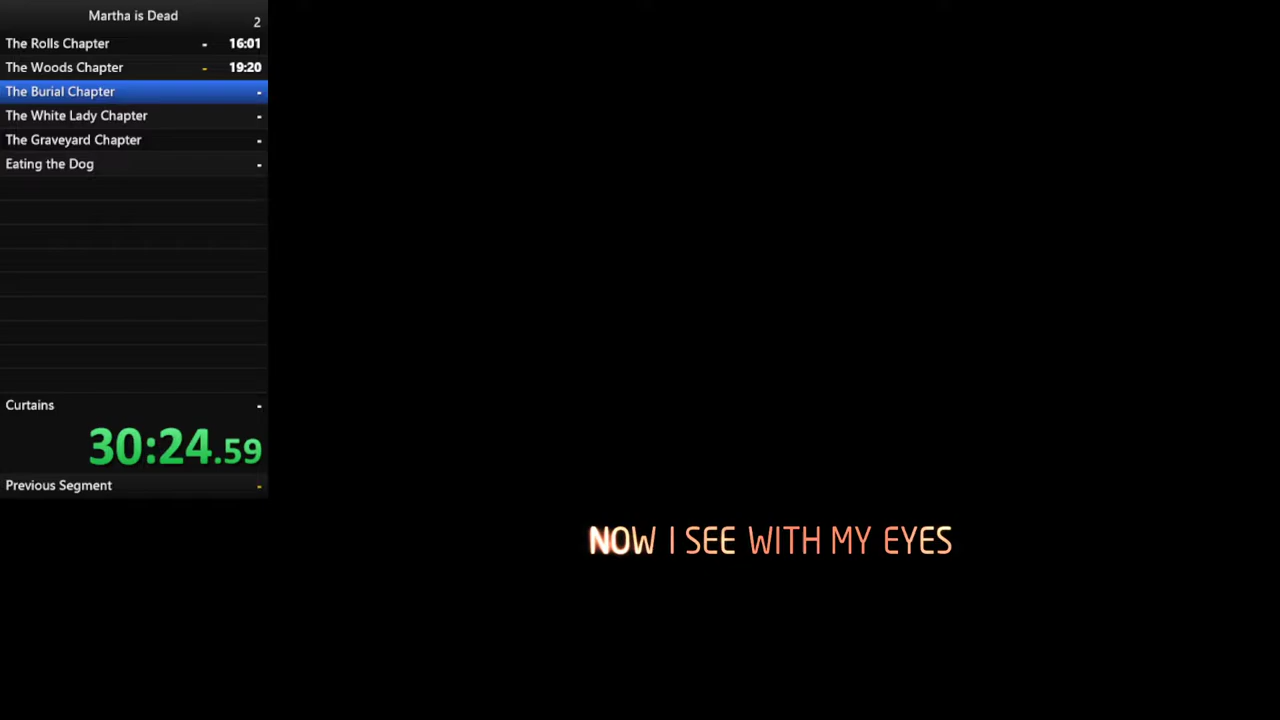 Martha is Dead
2
The Rolls Chapter - 16:01
The Woods Chapter - 19:20
The Burial Chapter -
The White Lady Chapter -
The Graveyard Chapter -
Eating the Dog -
Curtains -
30:24.59
Previous Segment -
NOW I SEE WITH MY EYES